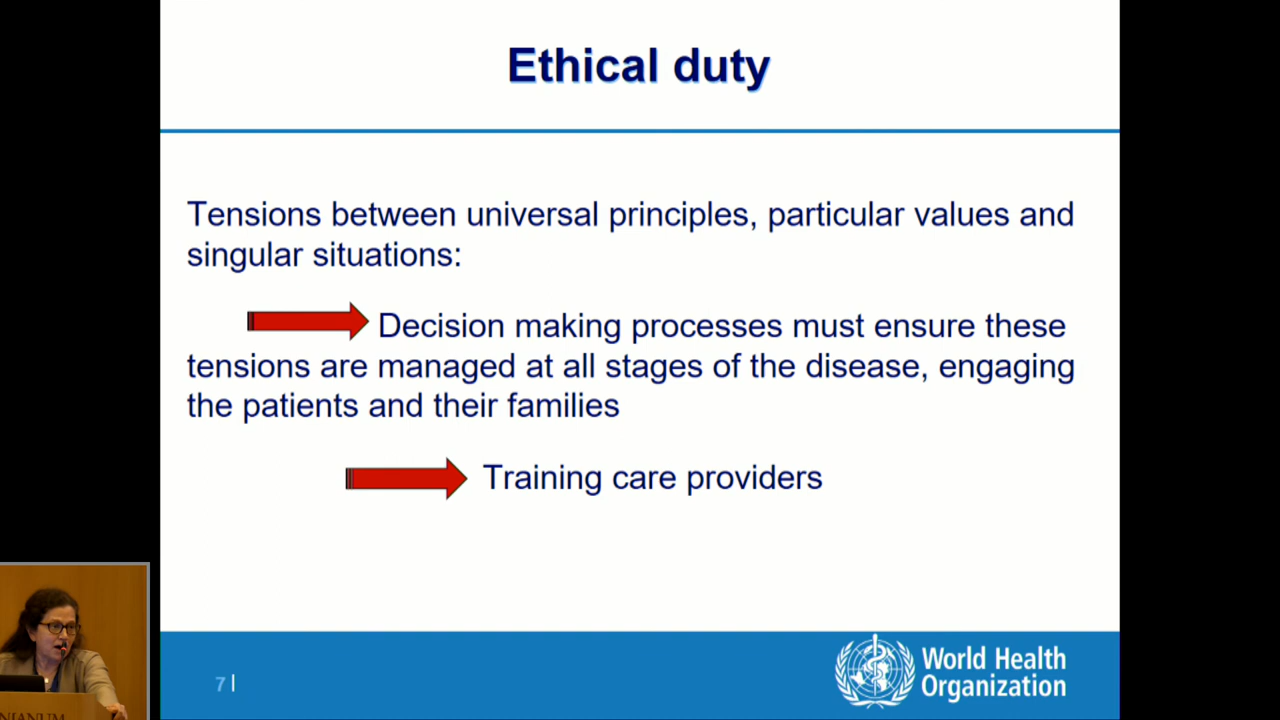 Ethical duty
Tensions between universal principles, particular values and
singular situations:
Decision making processes must ensure these
tensions are managed at all stages of the disease, engaging
the patients and their families
Training care providers
7 |
World Health
Organization